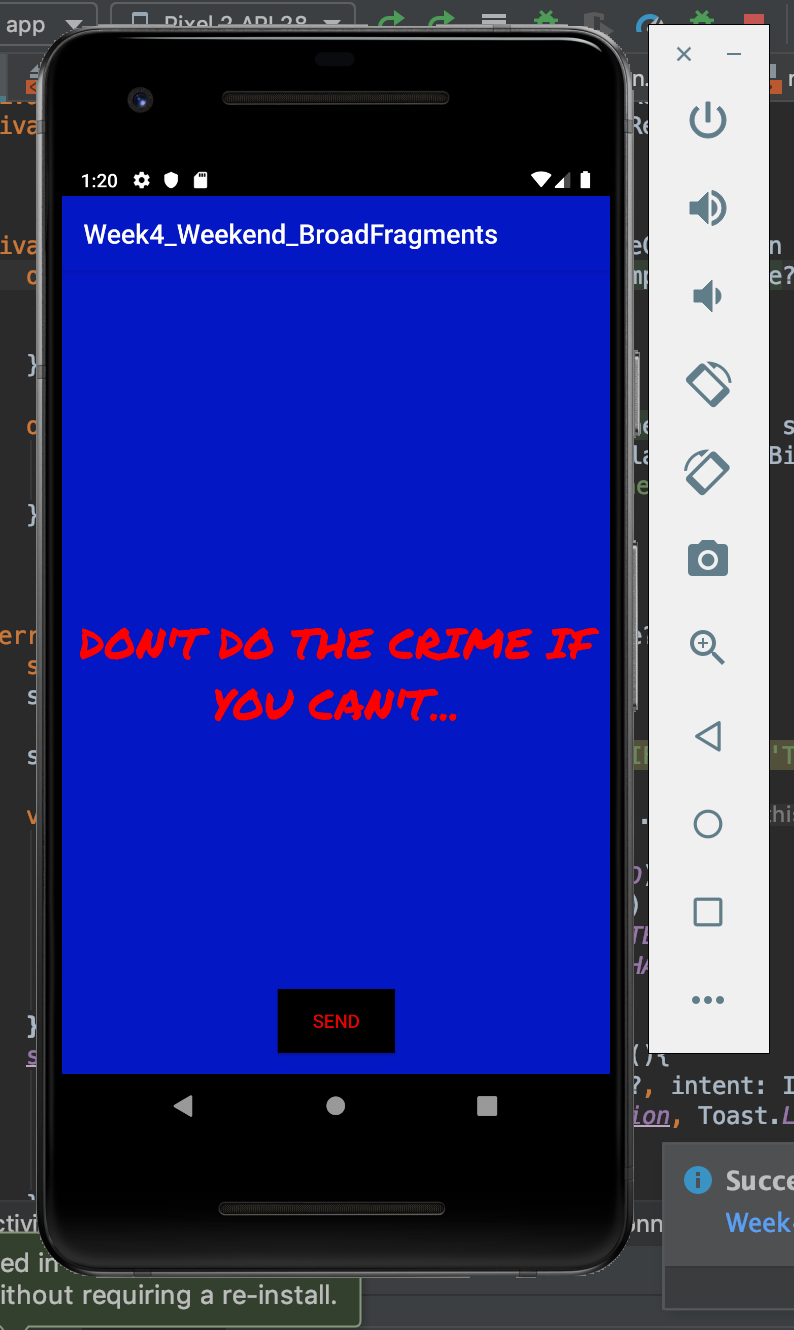 app
Pixel 2 API 28
1:20
Week4_Weekend_BroadFragments
DON'T DO THE CRIME IF
YOU CAN'T...
SEND
(){
?, intent: I
ion, Toast.L
Succe
Week-
ed in
ithout requiring a re-install.